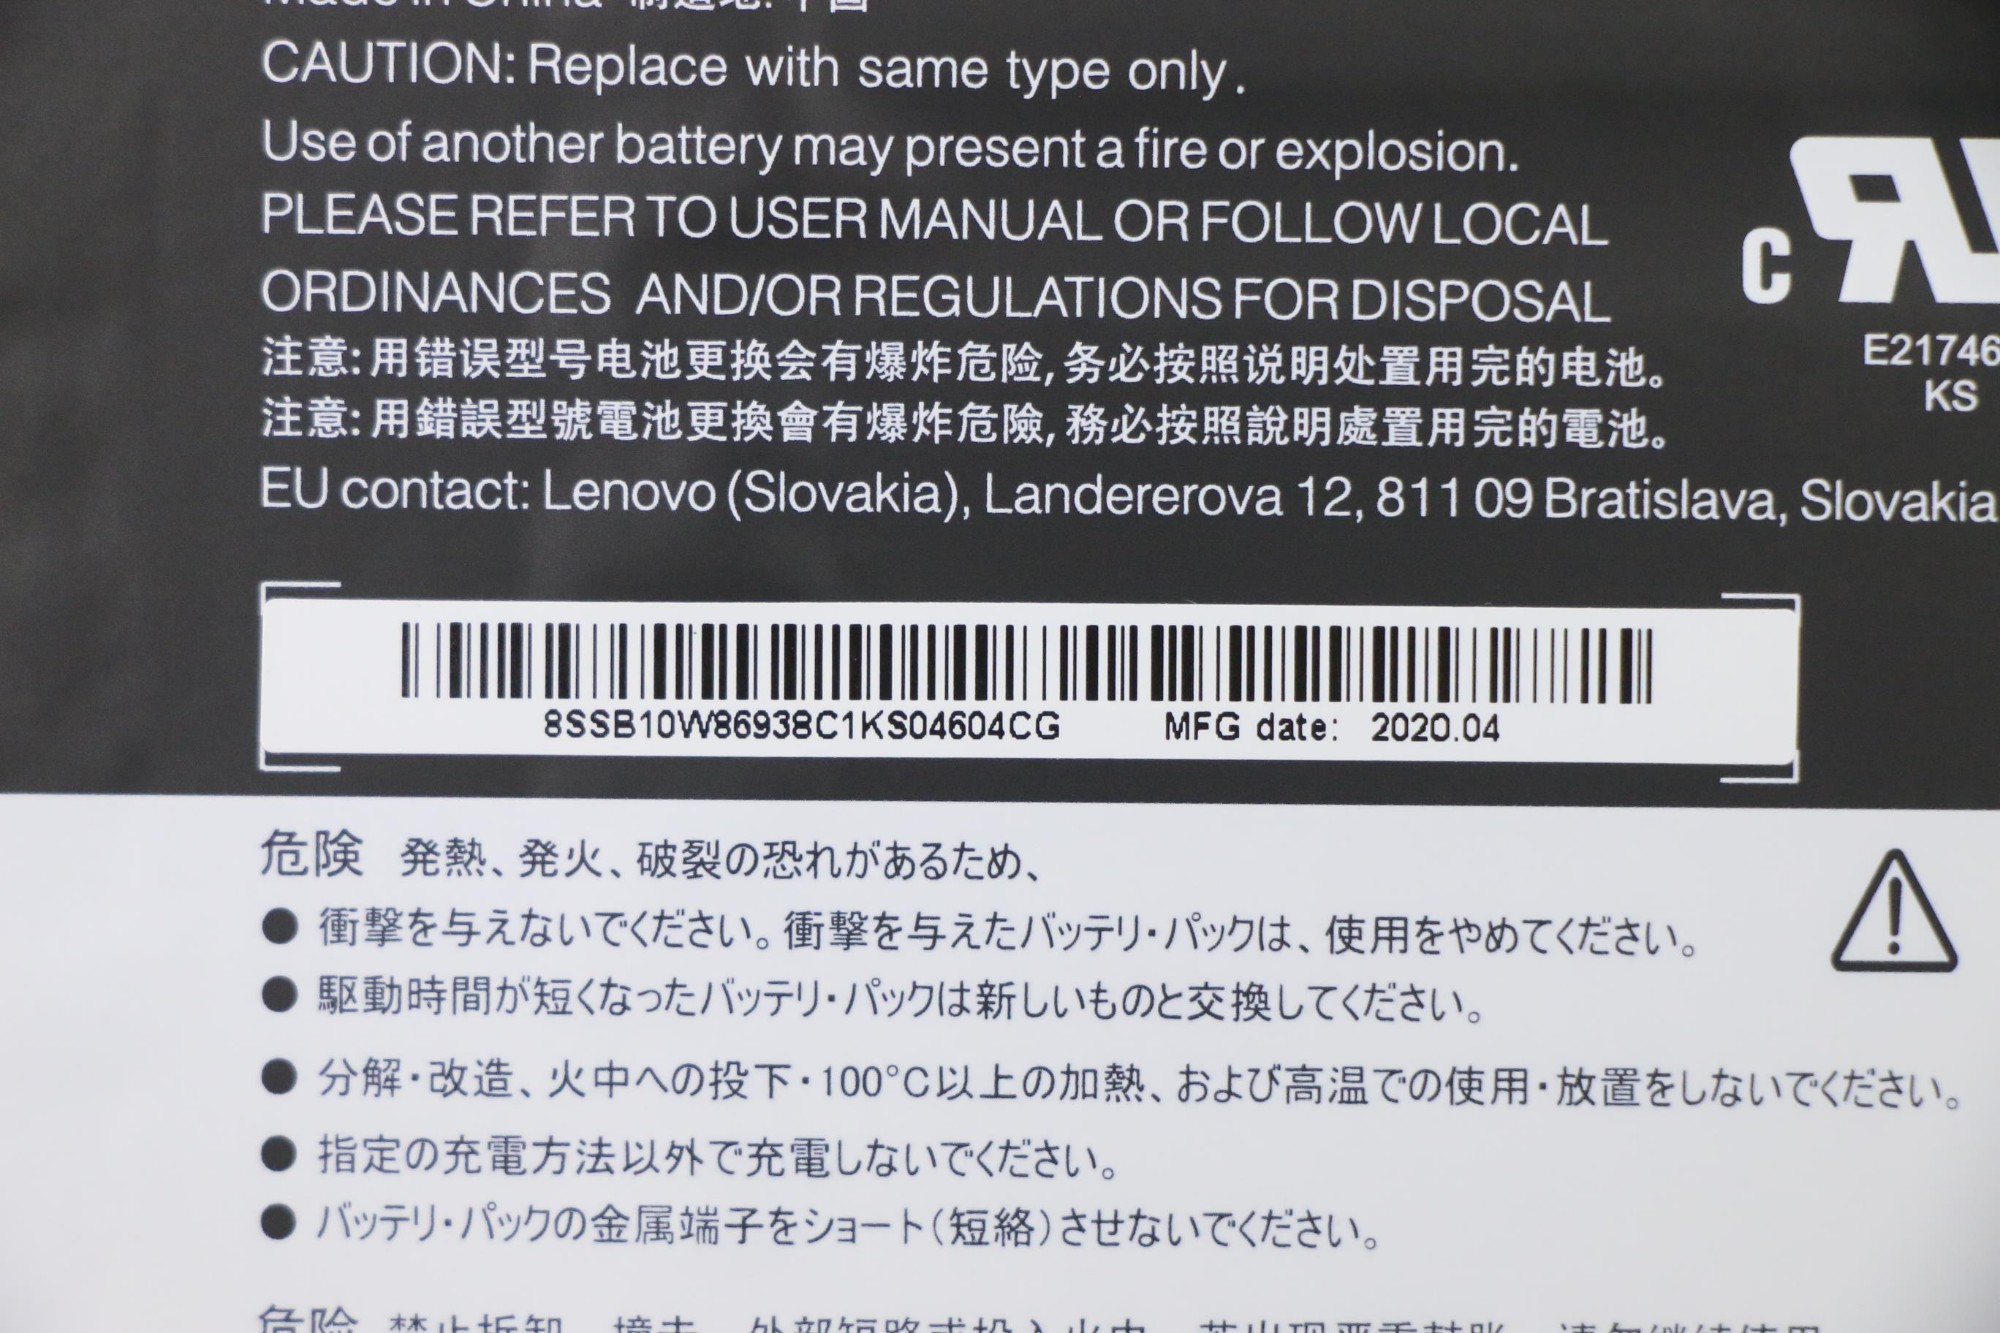 Made in China 制造地: 中国
CAUTION: Replace with same type only.
Use of another battery may present a fire or explosion.
PLEASE REFER TO USER MANUAL OR FOLLOW LOCAL
ORDINANCES AND/OR REGULATIONS FOR DISPOSAL
注意: 用错误型号电池更换会有爆炸危险, 务必按照说明处置用完的电池。
注意: 用錯誤型號電池更換會有爆炸危險, 務必按照說明處置用完的電池。
EU contact: Lenovo (Slovakia), Landererova 12, 811 09 Bratislava, Slovakia
C
E21746
KS
8SSB10W86938C1KS04604CG MFG date: 2020.04
危険 発熱、発火、破裂の恐れがあるため、
● 衝撃を与えないでください。衝撃を与えたバッテリ・パックは、使用をやめてください。
● 駆動時間が短くなったバッテリ・パックは新しいものと交換してください。
● 分解・改造、火中への投下・100°C以上の加熱、および高温での使用・放置をしないでください。
● 指定の充電方法以外で充電しないでください。
● バッテリ・パックの金属端子をショート(短絡)させないでください。
危险 禁止拆卸